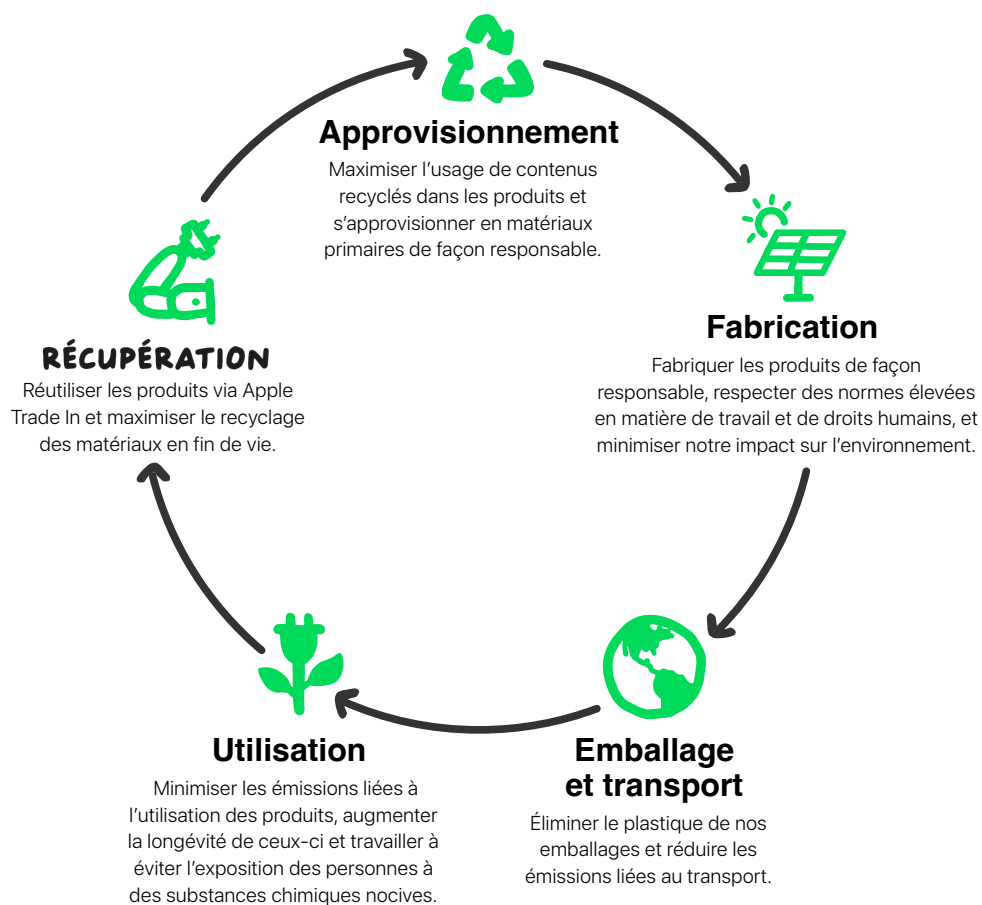 Approvisionnement
Maximiser l’usage de contenus
recyclés dans les produits et
s’approvisionner en matériaux
primaires de façon responsable.
Fabrication
Fabriquer les produits de façon
responsable, respecter des normes élevées
en matière de travail et de droits humains, et
minimiser notre impact sur l’environnement.
Emballage
et transport
Éliminer le plastique de nos
emballages et réduire les
émissions liées au transport.
Utilisation
Minimiser les émissions liées à
l’utilisation des produits, augmenter
la longévité de ceux-ci et travailler à
éviter l’exposition des personnes à
des substances chimiques nocives.
RÉCUPÉRATION
Réutiliser les produits via Apple
Trade In et maximiser le recyclage
des matériaux en fin de vie.